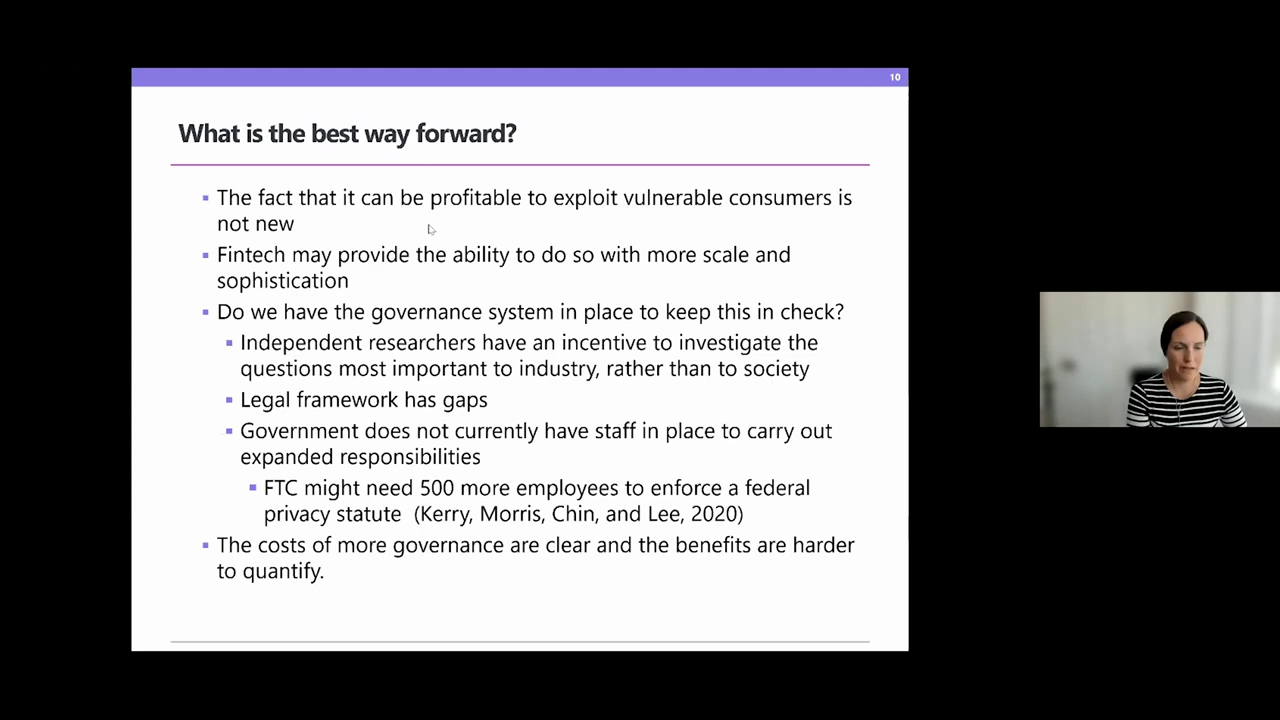 10
What is the best way forward?
▪ The fact that it can be profitable to exploit vulnerable consumers is
not new
▪ Fintech may provide the ability to do so with more scale and
sophistication
▪ Do we have the governance system in place to keep this in check?
▪ Independent researchers have an incentive to investigate the
questions most important to industry, rather than to society
▪ Legal framework has gaps
▪ Government does not currently have staff in place to carry out
expanded responsibilities
▪ FTC might need 500 more employees to enforce a federal
privacy statute (Kerry, Morris, Chin, and Lee, 2020)
▪ The costs of more governance are clear and the benefits are harder
to quantify.